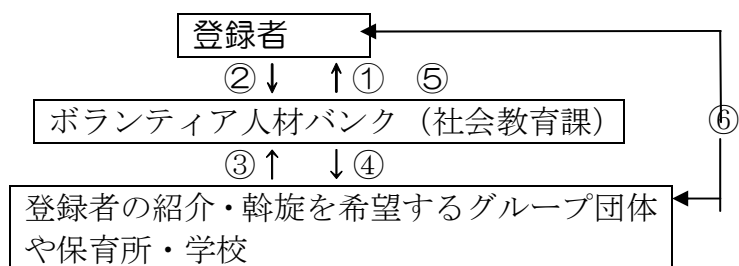 登録者
②↓ ↑① ⑤
ボランティア人材バンク（社会教育課）
⑥
③↑ ↓④
登録者の紹介・斡旋を希望するグループ団体
や保育所・学校